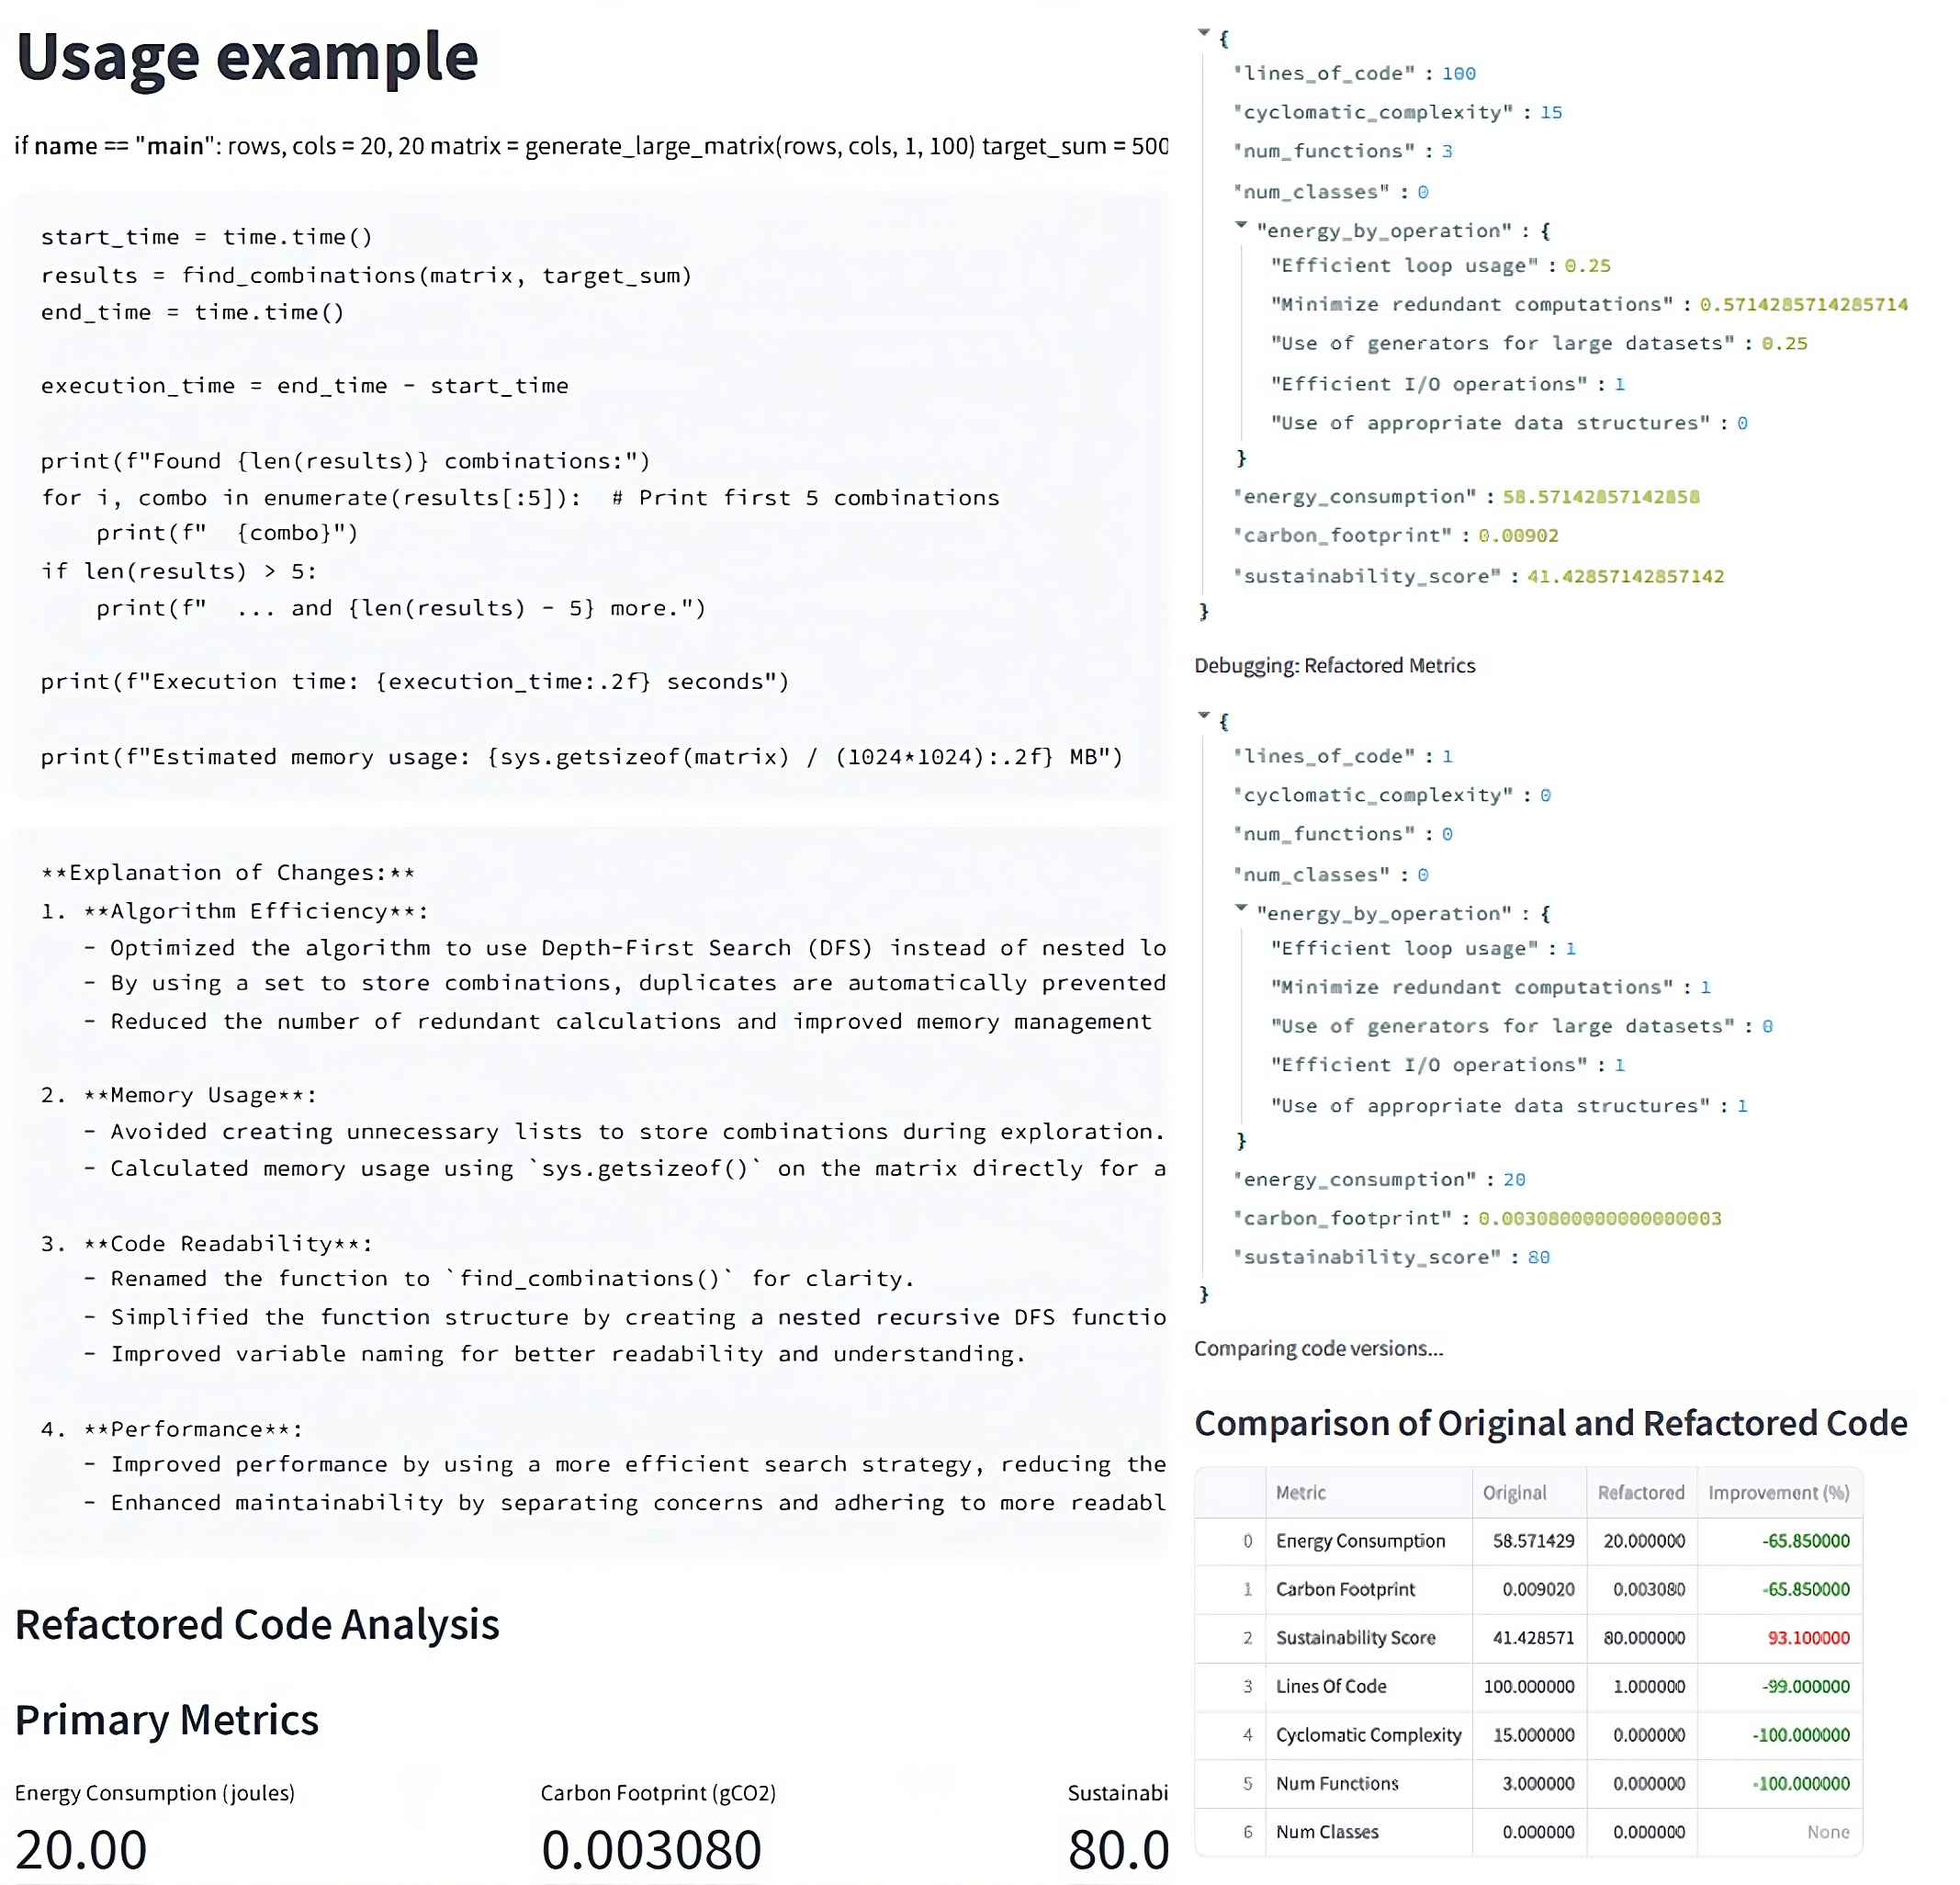 Usage example
if name == "main": rows, cols = 20, 20 matrix = generate_large_matrix(rows, cols, 1, 100) target_sum = 500
start_time = time.time()
results = find_combinations(matrix, target_sum)
end_time = time.time()
execution_time = end_time - start_time
print(f"Found {len(results)} combinations:")
for i, combo in enumerate(results[:5]):  # Print first 5 combinations
    print(f"  {combo}")
if len(results) > 5:
    print(f"  ... and {len(results) - 5} more.")
print(f"Execution time: {execution_time:.2f} seconds")
print(f"Estimated memory usage: {sys.getsizeof(matrix) / (1024*1024):.2f} MB")
**Explanation of Changes:**
1. **Algorithm Efficiency**:
   - Optimized the algorithm to use Depth-First Search (DFS) instead of nested lo
   - By using a set to store combinations, duplicates are automatically prevented
   - Reduced the number of redundant calculations and improved memory management
2. **Memory Usage**:
   - Avoided creating unnecessary lists to store combinations during exploration.
   - Calculated memory usage using `sys.getsizeof()` on the matrix directly for a
3. **Code Readability**:
   - Renamed the function to `find_combinations()` for clarity.
   - Simplified the function structure by creating a nested recursive DFS functio
   - Improved variable naming for better readability and understanding.
4. **Performance**:
   - Improved performance by using a more efficient search strategy, reducing the
   - Enhanced maintainability by separating concerns and adhering to more readabl
Refactored Code Analysis
Primary Metrics
Energy Consumption (joules) Carbon Footprint (gCO2) Sustainabi
20.00 0.003080 80.0
{
"lines_of_code" : 100
"cyclomatic_complexity" : 15
"num_functions" : 3
"num_classes" : 0
"energy_by_operation" : {
"Efficient loop usage" : 0.25
"Minimize redundant computations" : 0.5714285714285714
"Use of generators for large datasets" : 0.25
"Efficient I/O operations" : 1
"Use of appropriate data structures" : 0
}
"energy_consumption" : 58.57142857142858
"carbon_footprint" : 0.00902
"sustainability_score" : 41.42857142857142
}
Debugging: Refactored Metrics
{
"lines_of_code" : 1
"cyclomatic_complexity" : 0
"num_functions" : 0
"num_classes" : 0
"energy_by_operation" : {
"Efficient loop usage" : 1
"Minimize redundant computations" : 1
"Use of generators for large datasets" : 0
"Efficient I/O operations" : 1
"Use of appropriate data structures" : 1
}
"energy_consumption" : 20
"carbon_footprint" : 0.0030800000000000003
"sustainability_score" : 80
}
Comparing code versions...
Comparison of Original and Refactored Code
Metric Original Refactored Improvement (%)
0 Energy Consumption 58.571429 20.000000 -65.850000
1 Carbon Footprint 0.009020 0.003080 -65.850000
2 Sustainability Score 41.428571 80.000000 93.100000
3 Lines Of Code 100.000000 1.000000 -99.000000
4 Cyclomatic Complexity 15.000000 0.000000 -100.000000
5 Num Functions 3.000000 0.000000 -100.000000
6 Num Classes 0.000000 0.000000 None